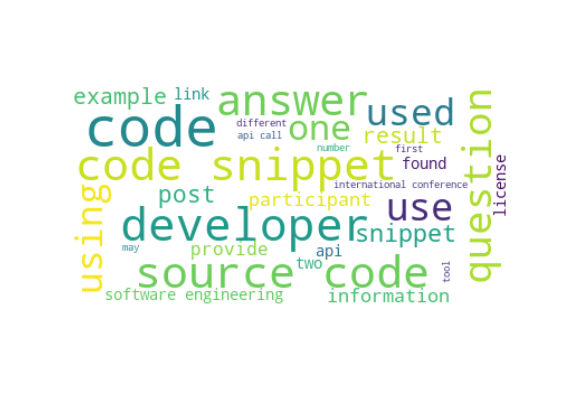 example link answer used
code different one result
api call
number first
code snippet found
international conference
using post participant use
developer snippet
may provide api
source two code tool
software engineering information
question
license